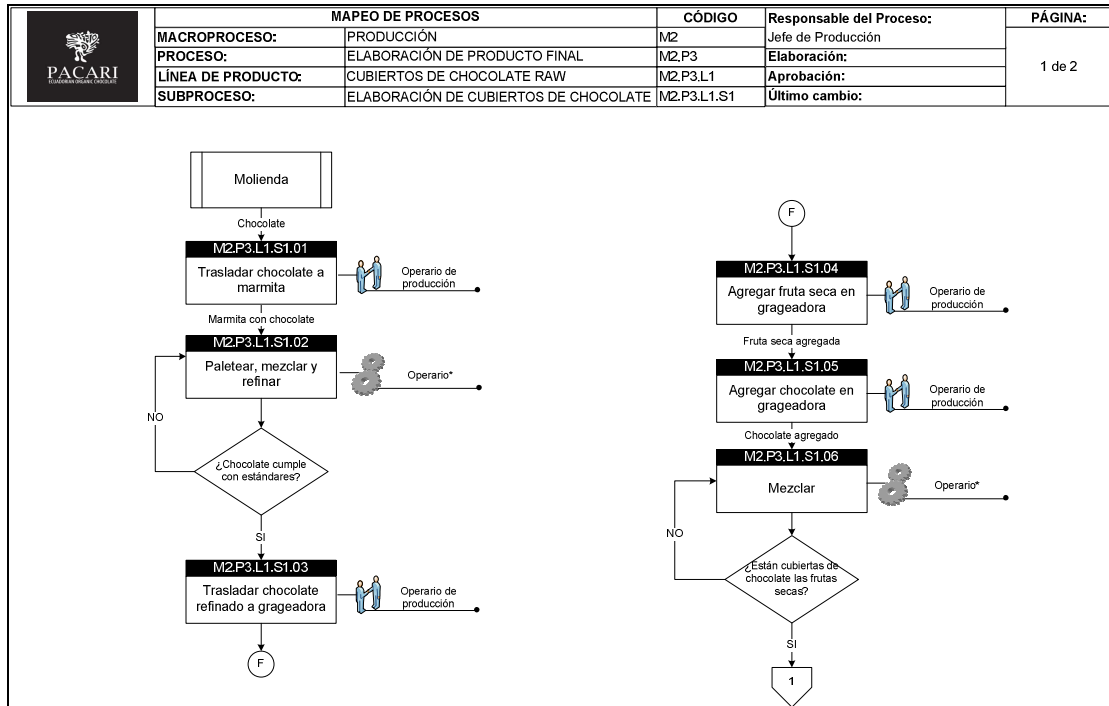 PACARI
ECUADORIAN ORGANIC CHOCOLATE
MAPEO DE PROCESOS
CÓDIGO
Responsable del Proceso:
PÁGINA:
MACROPROCESO:
PRODUCCIÓN
M2
Jefe de Producción
PROCESO:
ELABORACIÓN DE PRODUCTO FINAL
M2.P3
Elaboración:
1 de 2
LÍNEA DE PRODUCTO:
CUBIERTOS DE CHOCOLATE RAW
M2.P3.L1
Aprobación:
SUBPROCESO:
ELABORACIÓN DE CUBIERTOS DE CHOCOLATE
M2.P3.L1.S1
Último cambio:
Molienda
Chocolate
M2.P3.L1.S1.01
Trasladar chocolate a
marmita
Operario de
producción
Marmita con chocolate
M2.P3.L1.S1.02
Paletear, mezclar y
refinar
Operario*
NO
¿Chocolate cumple
con estándares?
SI
M2.P3.L1.S1.03
Trasladar chocolate
refinado a grageadora
Operario de
producción
F
F
M2.P3.L1.S1.04
Agregar fruta seca en
grageadora
Operario de
producción
Fruta seca agregada
M2.P3.L1.S1.05
Agregar chocolate en
grageadora
Operario de
producción
Chocolate agregado
M2.P3.L1.S1.06
Mezclar
Operario*
NO
¿Están cubiertas de
chocolate las frutas
secas?
SI
1